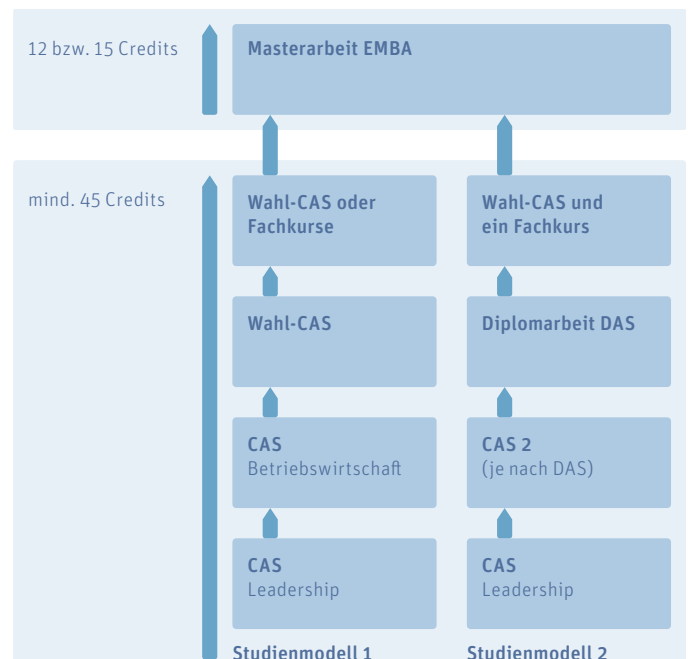 12 bzw. 15 Credits
Masterarbeit EMBA
mind. 45 Credits
Wahl-CAS oder
Fachkurse
Wahl-CAS und
ein Fachkurs
Wahl-CAS
Diplomarbeit DAS
CAS
Betriebswirtschaft
CAS 2
(je nach DAS)
CAS
Leadership
CAS
Leadership
Studienmodell 1
Studienmodell 2